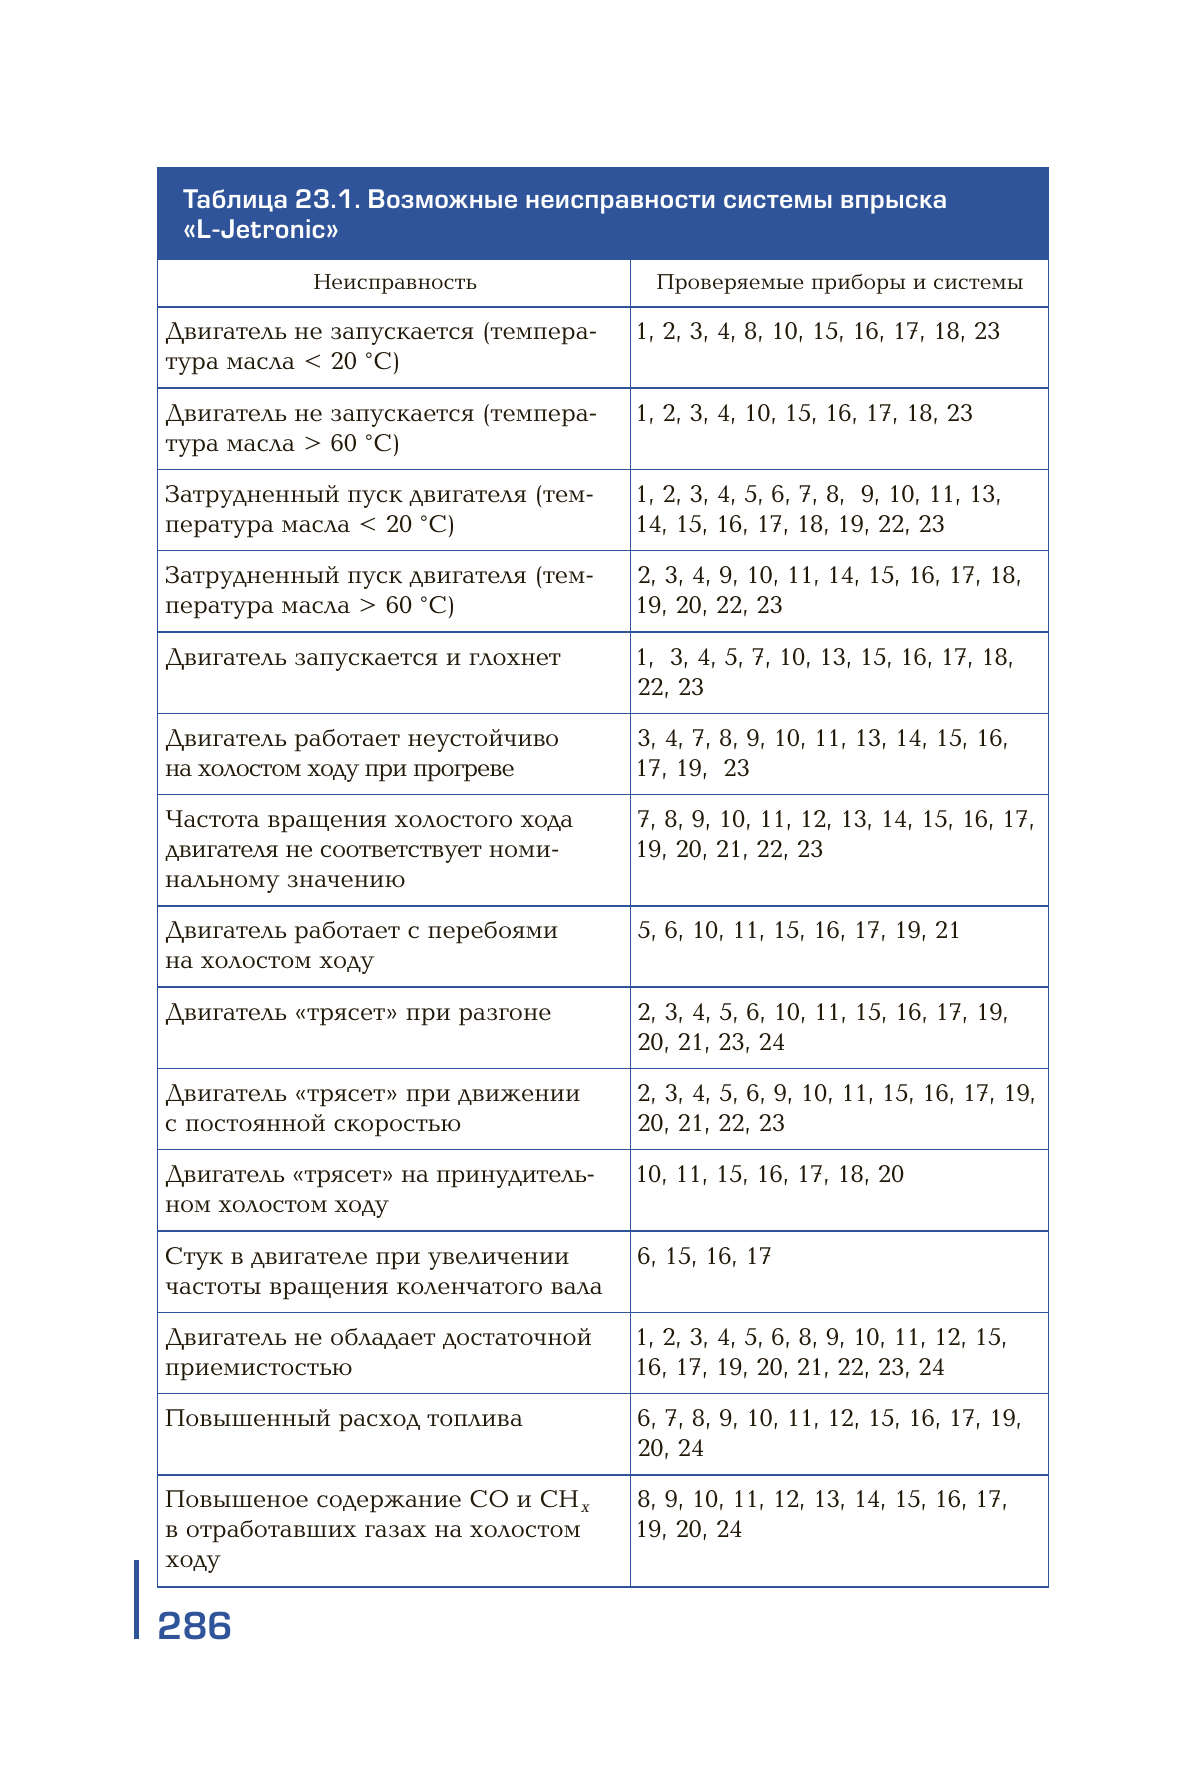 Таблица 23.1. Возможные неисправности системы впрыска
«L-Jetronic»
Неисправность
Проверяемые приборы и системы
Двигатель не запускается (темпера-
тура масла < 20 °С)
1, 2, 3, 4, 8, 10, 15, 16, 17, 18, 23
Двигатель не запускается (темпера-
тура масла > 60 °С)
1, 2, 3, 4, 10, 15, 16, 17, 18, 23
Затрудненный пуск двигателя (тем-
пература масла < 20 °С)
1, 2, 3, 4, 5, 6, 7, 8, 9, 10, 11, 13,
14, 15, 16, 17, 18, 19, 22, 23
Затрудненный пуск двигателя (тем-
пература масла > 60 °С)
2, 3, 4, 9, 10, 11, 14, 15, 16, 17, 18,
19, 20, 22, 23
Двигатель запускается и глохнет
1, 3, 4, 5, 7, 10, 13, 15, 16, 17, 18,
22, 23
Двигатель работает неустойчиво
на холостом ходу при прогреве
3, 4, 7, 8, 9, 10, 11, 13, 14, 15, 16,
17, 19, 23
Частота вращения холостого хода
двигателя не соответствует номи-
нальному значению
7, 8, 9, 10, 11, 12, 13, 14, 15, 16, 17,
19, 20, 21, 22, 23
Двигатель работает с перебоями
на холостом ходу
5, 6, 10, 11, 15, 16, 17, 19, 21
Двигатель «трясет» при разгоне
2, 3, 4, 5, 6, 10, 11, 15, 16, 17, 19,
20, 21, 23, 24
Двигатель «трясет» при движении
с постоянной скоростью
2, 3, 4, 5, 6, 9, 10, 11, 15, 16, 17, 19,
20, 21, 22, 23
Двигатель «трясет» на принудитель-
ном холостом ходу
10, 11, 15, 16, 17, 18, 20
Стук в двигателе при увеличении
частоты вращения коленчатого вала
6, 15, 16, 17
Двигатель не обладает достаточной
приемистостью
1, 2, 3, 4, 5, 6, 8, 9, 10, 11, 12, 15,
16, 17, 19, 20, 21, 22, 23, 24
Повышенный расход топлива
6, 7, 8, 9, 10, 11, 12, 15, 16, 17, 19,
20, 24
Повышеное содержание СО и СНx
в отработавших газах на холостом
ходу
8, 9, 10, 11, 12, 13, 14, 15, 16, 17,
19, 20, 24
286